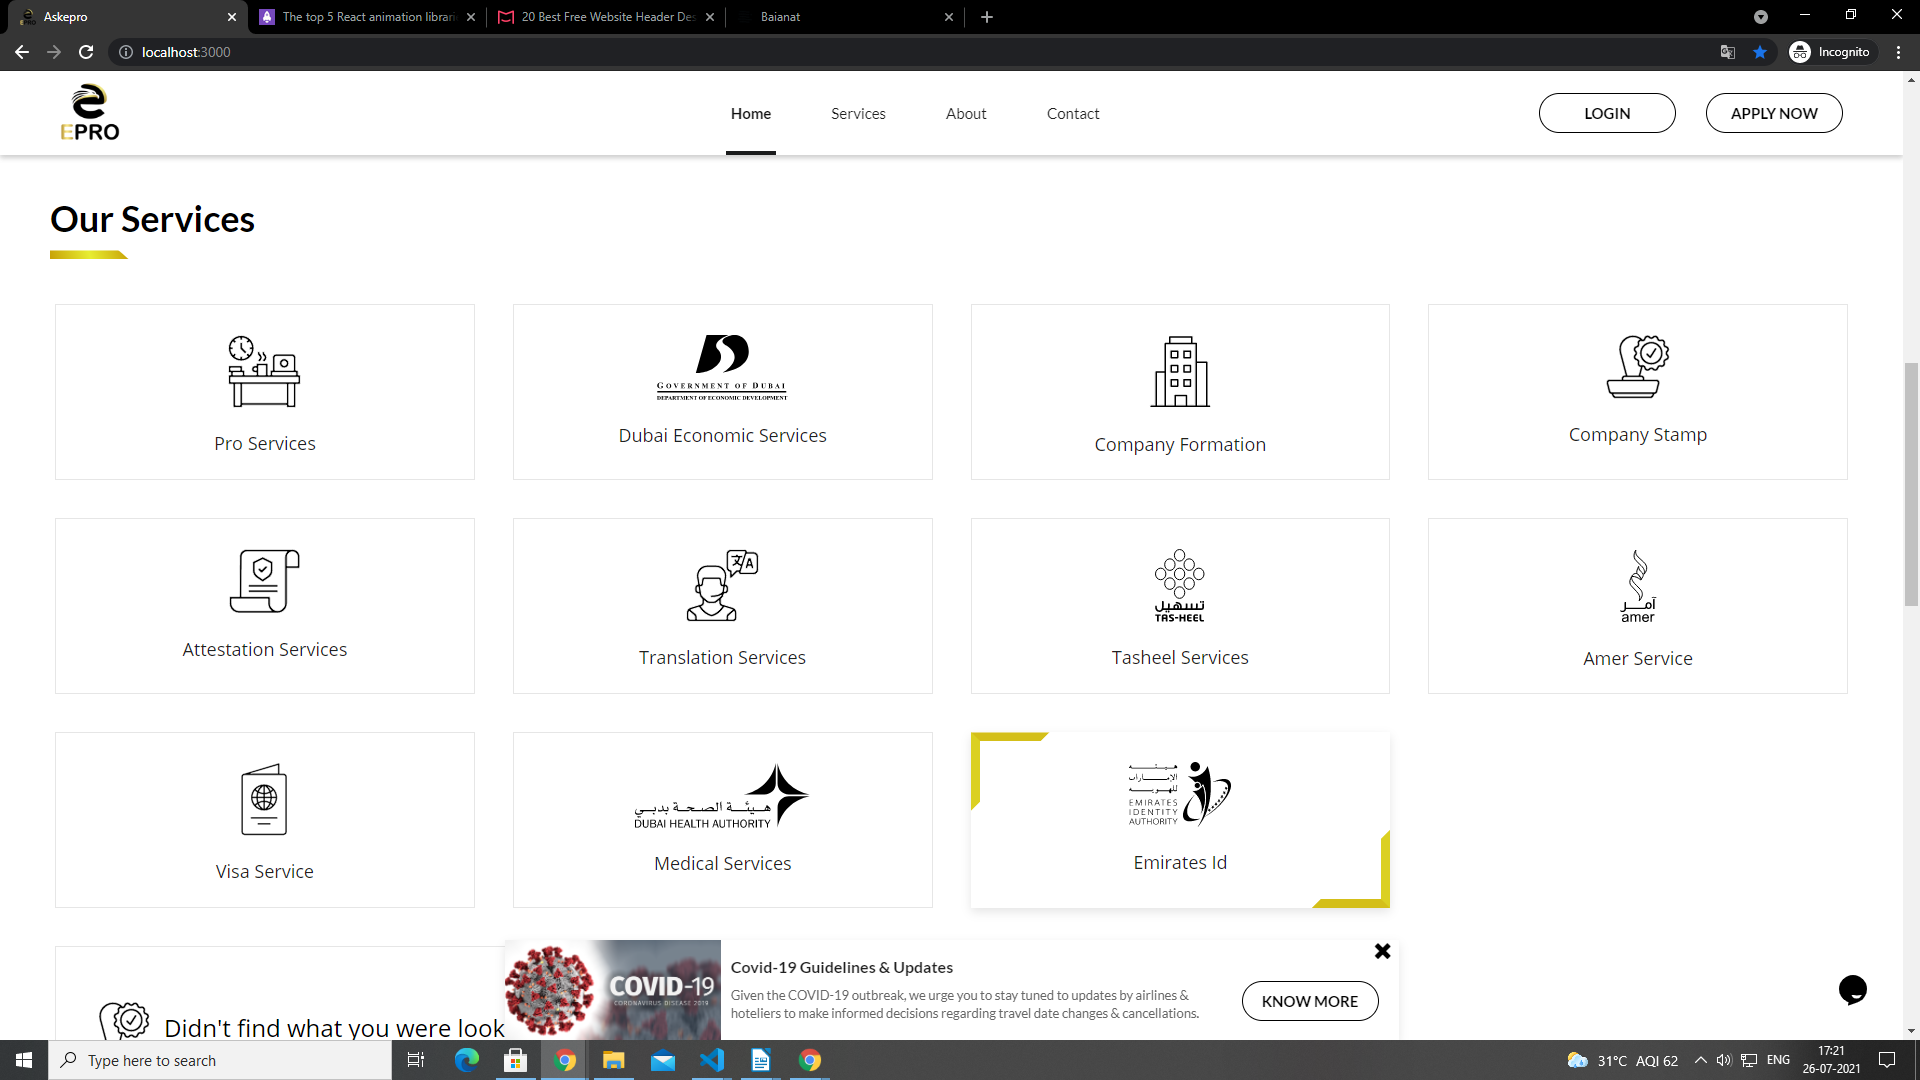 Askepro
The top 5 React animation librari
20 Best Free Website Header Des
Baianat
localhost:3000
Incognito
EPRO
Home
Services
About
Contact
LOGIN
APPLY NOW
Our Services
Pro Services
GOVERNMENT OF DUBAI
DEPARTMENT OF ECONOMIC DEVELOPMENT
Dubai Economic Services
Company Formation
Company Stamp
Attestation Services
文A
Translation Services
تسهيل
TAS-HEEL
Tasheel Services
آمر
amer
Amer Service
Visa Service
هيئة الصحة بدبي
DUBAI HEALTH AUTHORITY
Medical Services
هيئة
الإمارات
للهوية
EMIRATES
IDENTITY
AUTHORITY
Emirates Id
Didn't find what you were look
COVID-19
CORONAVIRUS DISEASE 2019
Covid-19 Guidelines & Updates
Given the COVID-19 outbreak, we urge you to stay tuned to updates by airlines &
hoteliers to make informed decisions regarding travel date changes & cancellations.
KNOW MORE
Type here to search
31°C AQI 62
ENG
17:21
26-07-2021